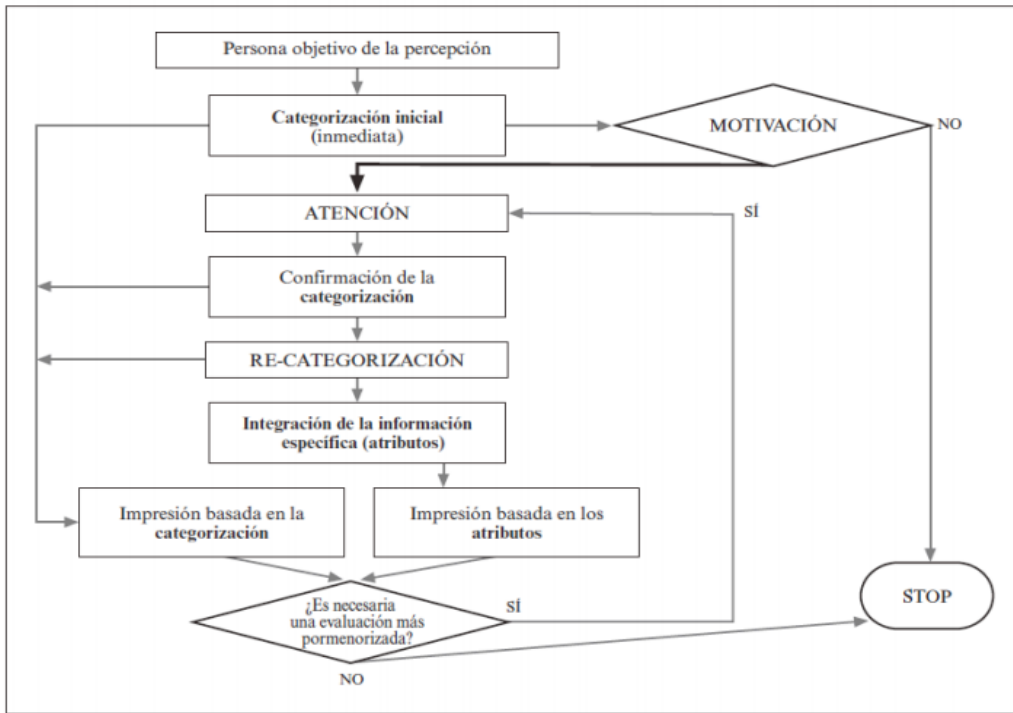 Persona objetivo de la percepción
Categorización inicial
(inmediata)
MOTIVACIÓN
NO
ATENCIÓN
SÍ
Confirmación de la
categorización
RE-CATEGORIZACIÓN
Integración de la información
específica (atributos)
Impresión basada en la
categorización
Impresión basada en los
atributos
¿Es necesaria
una evaluación más
pormenorizada?
SÍ
NO
STOP